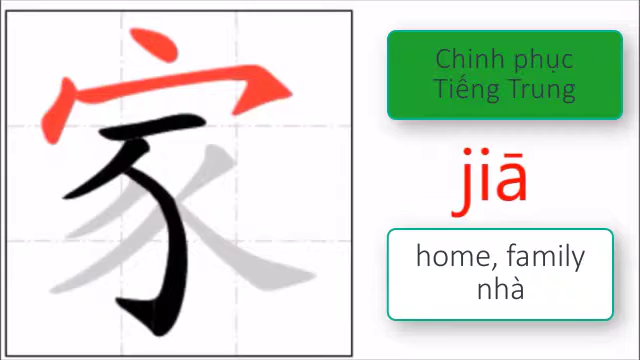 家
Chinh phục
Tiếng Trung
jiā
home, family
nhà